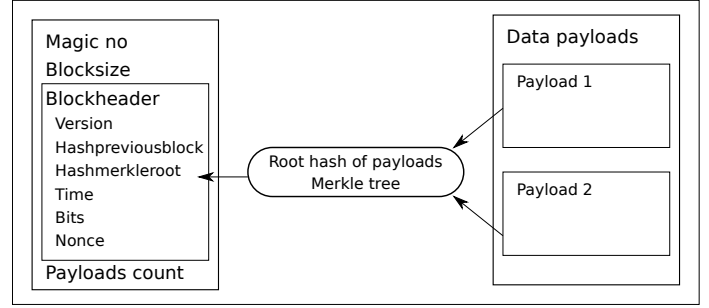 Magic no
Blocksize
Blockheader
Version
Hashpreviousblock
Hashmerkleroot
Time
Bits
Nonce
Payloads count
Root hash of payloads
Merkle tree
Data payloads
Payload 1
Payload 2